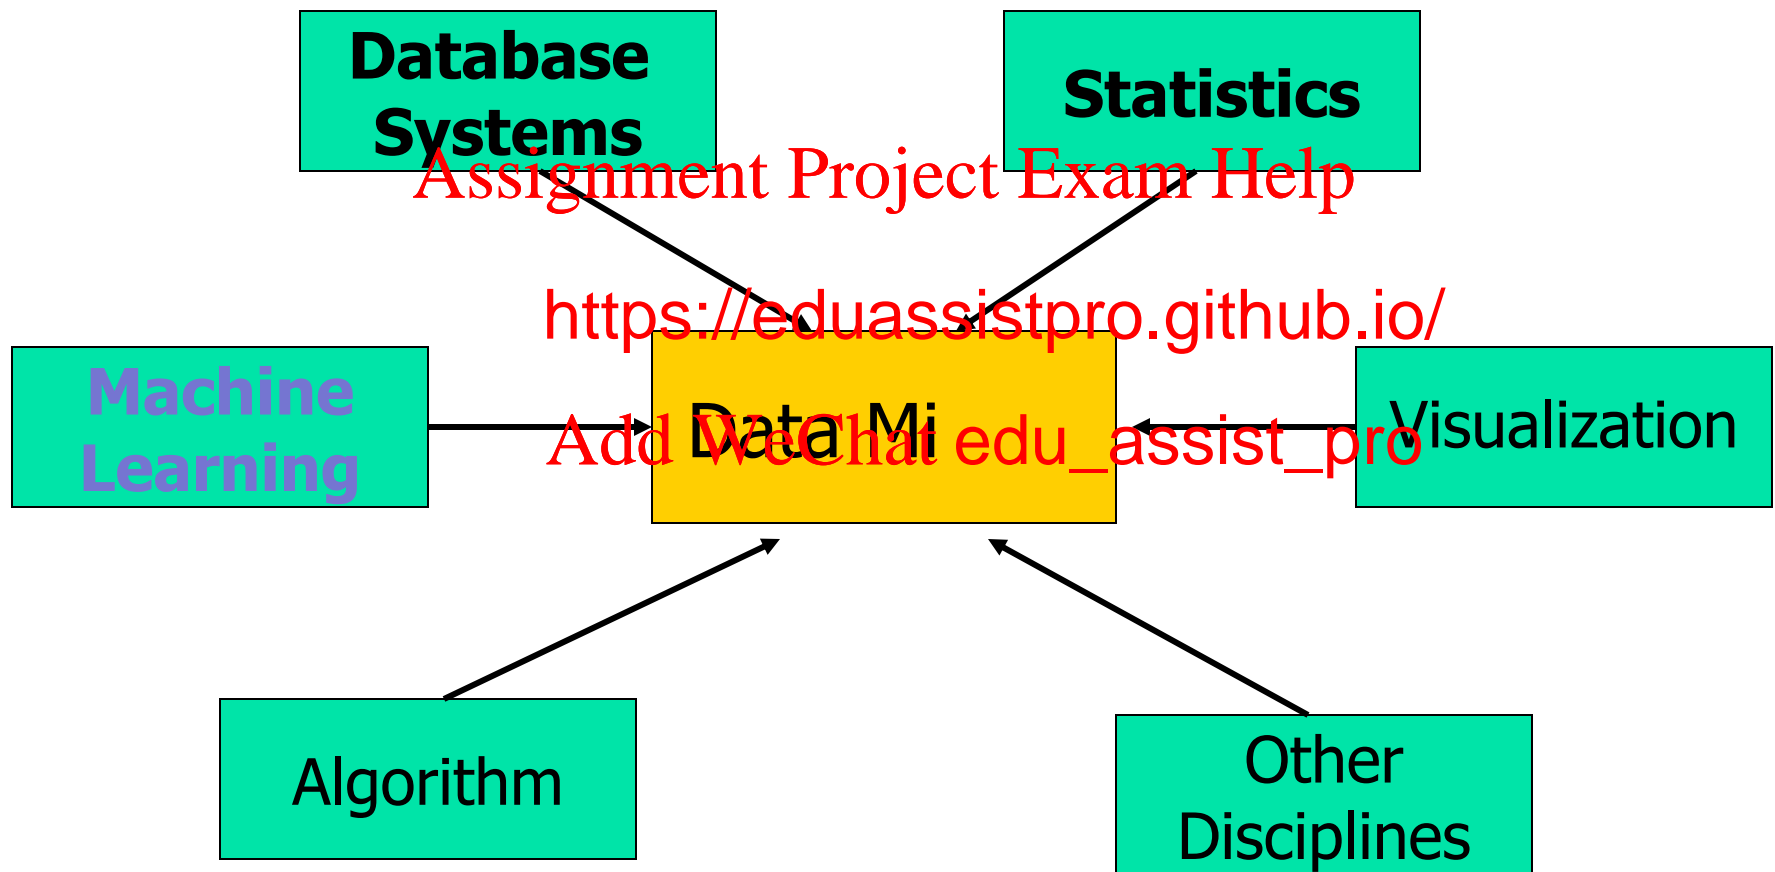 Database
Systems
Statistics
Assignment Project Exam Help
https://eduassistpro.github.io/
Machine
Learning
Data Mi
Add WeChat edu_assist_pro
Visualization
Algorithm
Other
Disciplines